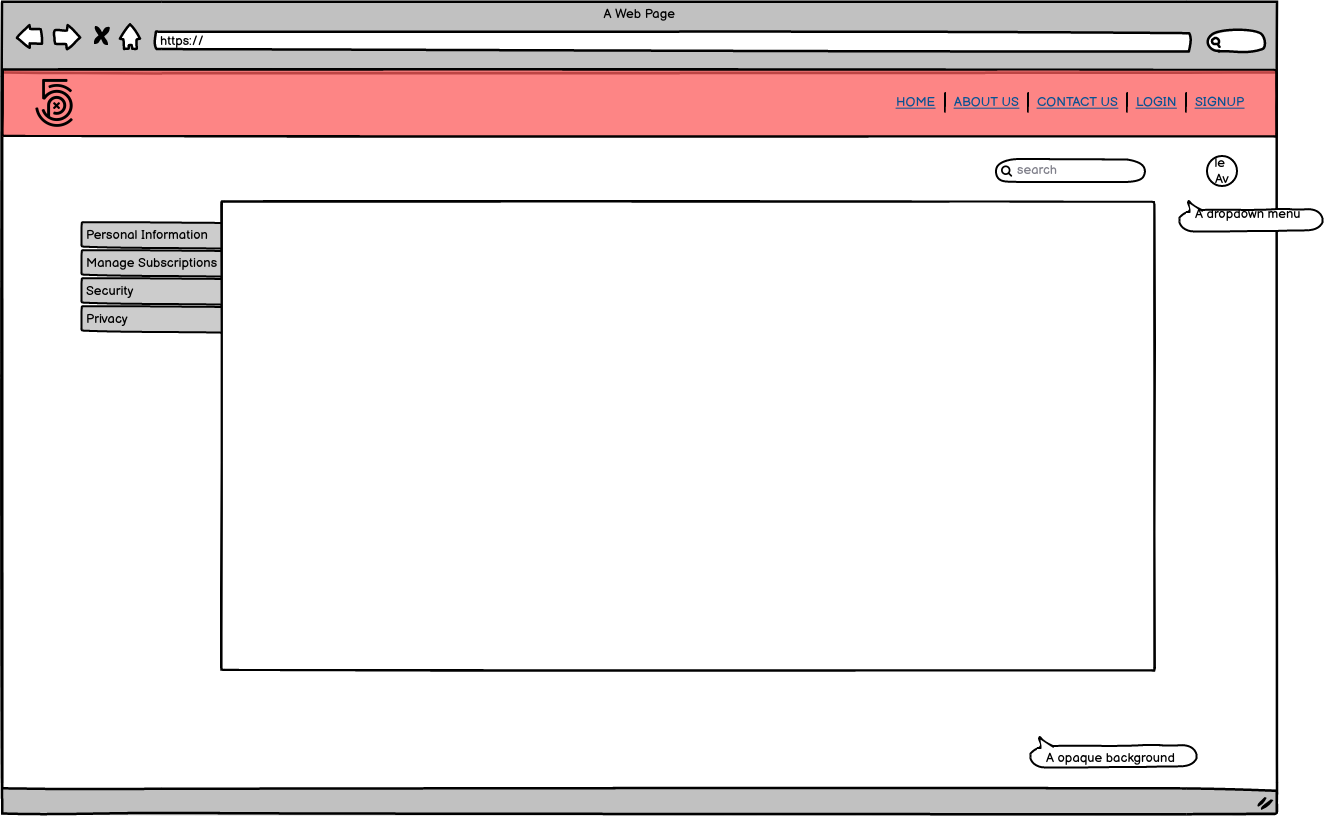 A Web Page
https://
5
HOME ABOUT US CONTACT US LOGIN SIGNUP
search
le
Av
A dropdown menu
Personal Information
Manage Subscriptions
Security
Privacy
A opaque background